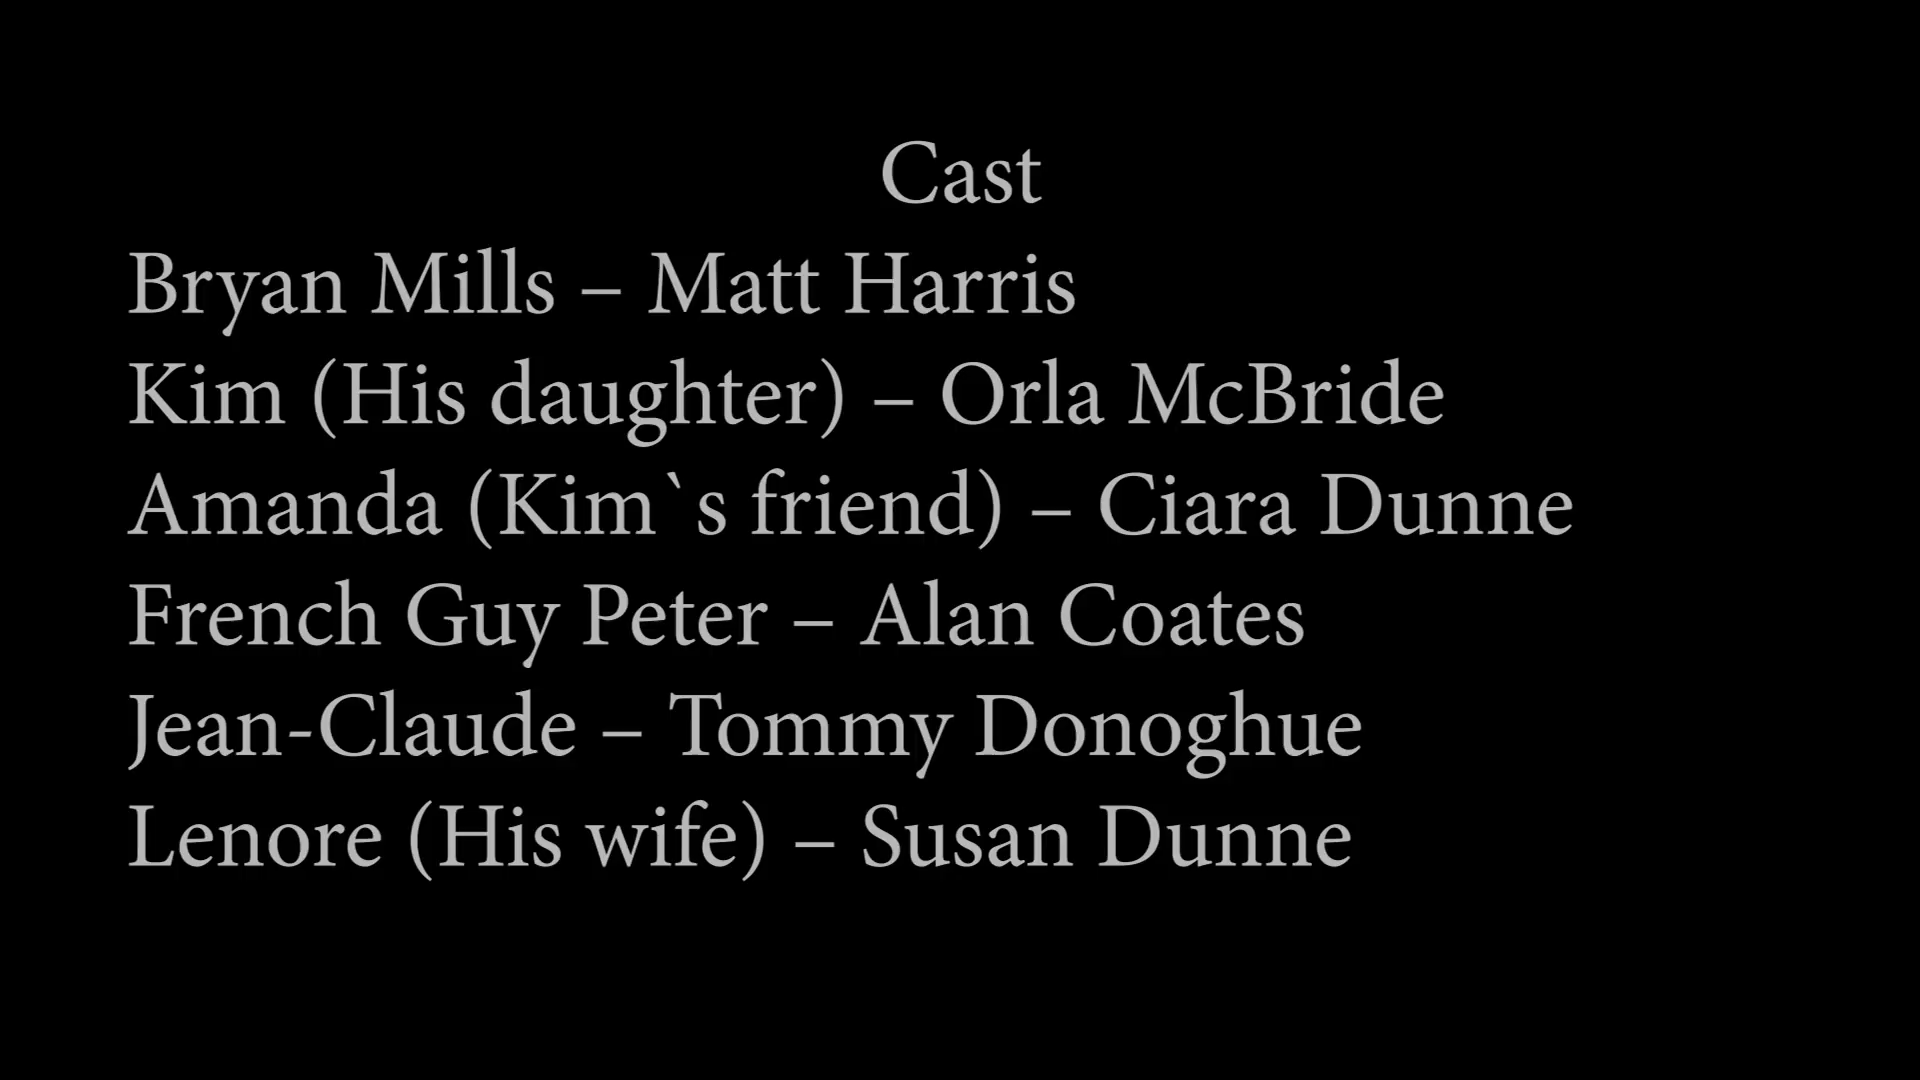 Cast
Bryan Mills – Matt Harris
Kim (His daughter) – Orla McBride
Amanda (Kim`s friend) – Ciara Dunne
French Guy Peter – Alan Coates
Jean-Claude – Tommy Donoghue
Lenore (His wife) – Susan Dunne